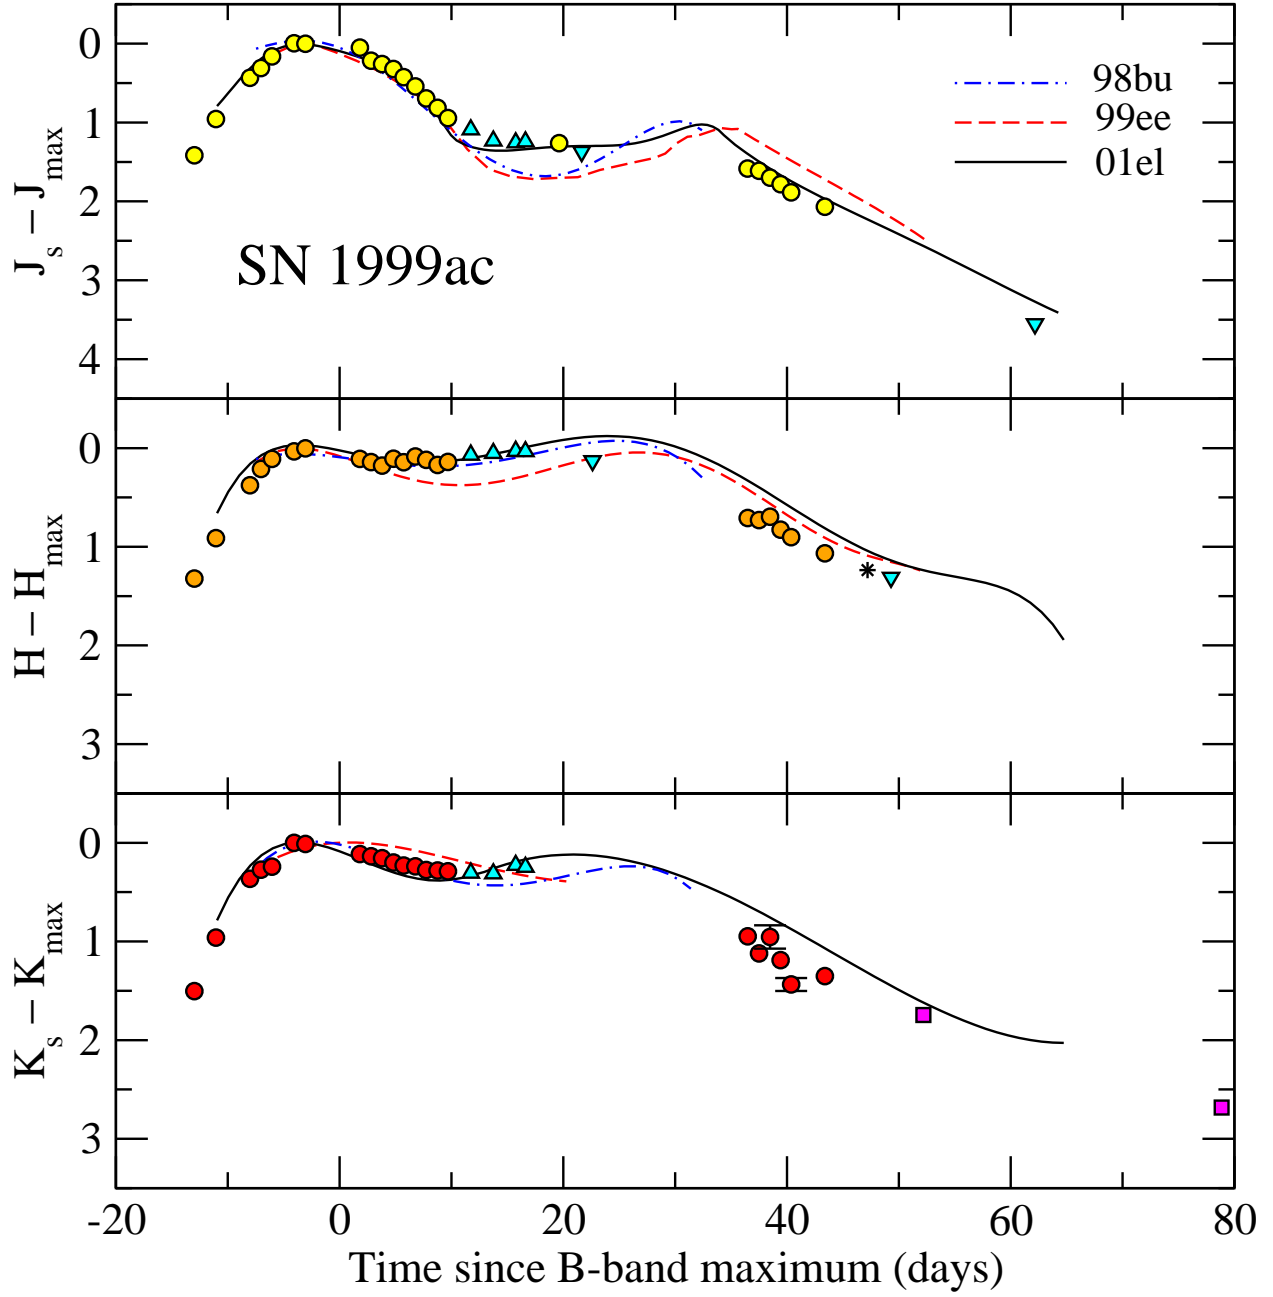 0
1
2
3
4
J_s − J_max
98bu
99ee
01el
SN 1999ac
0
1
2
3
H − H_max
0
1
2
3
K_s − K_max
-20 0 20 40 60 80
Time since B-band maximum (days)